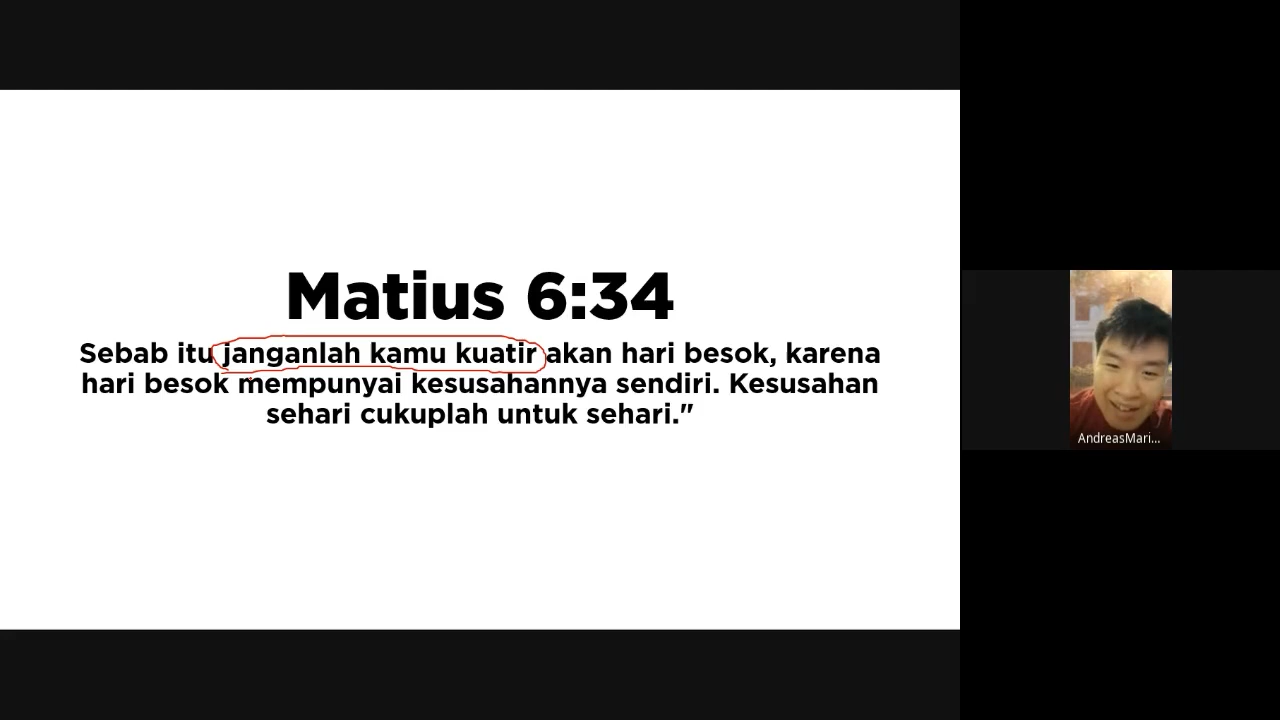 Matius 6:34
Sebab itu janganlah kamu kuatir akan hari besok, karena
hari besok mempunyai kesusahannya sendiri. Kesusahan
sehari cukuplah untuk sehari."
AndreasMari...